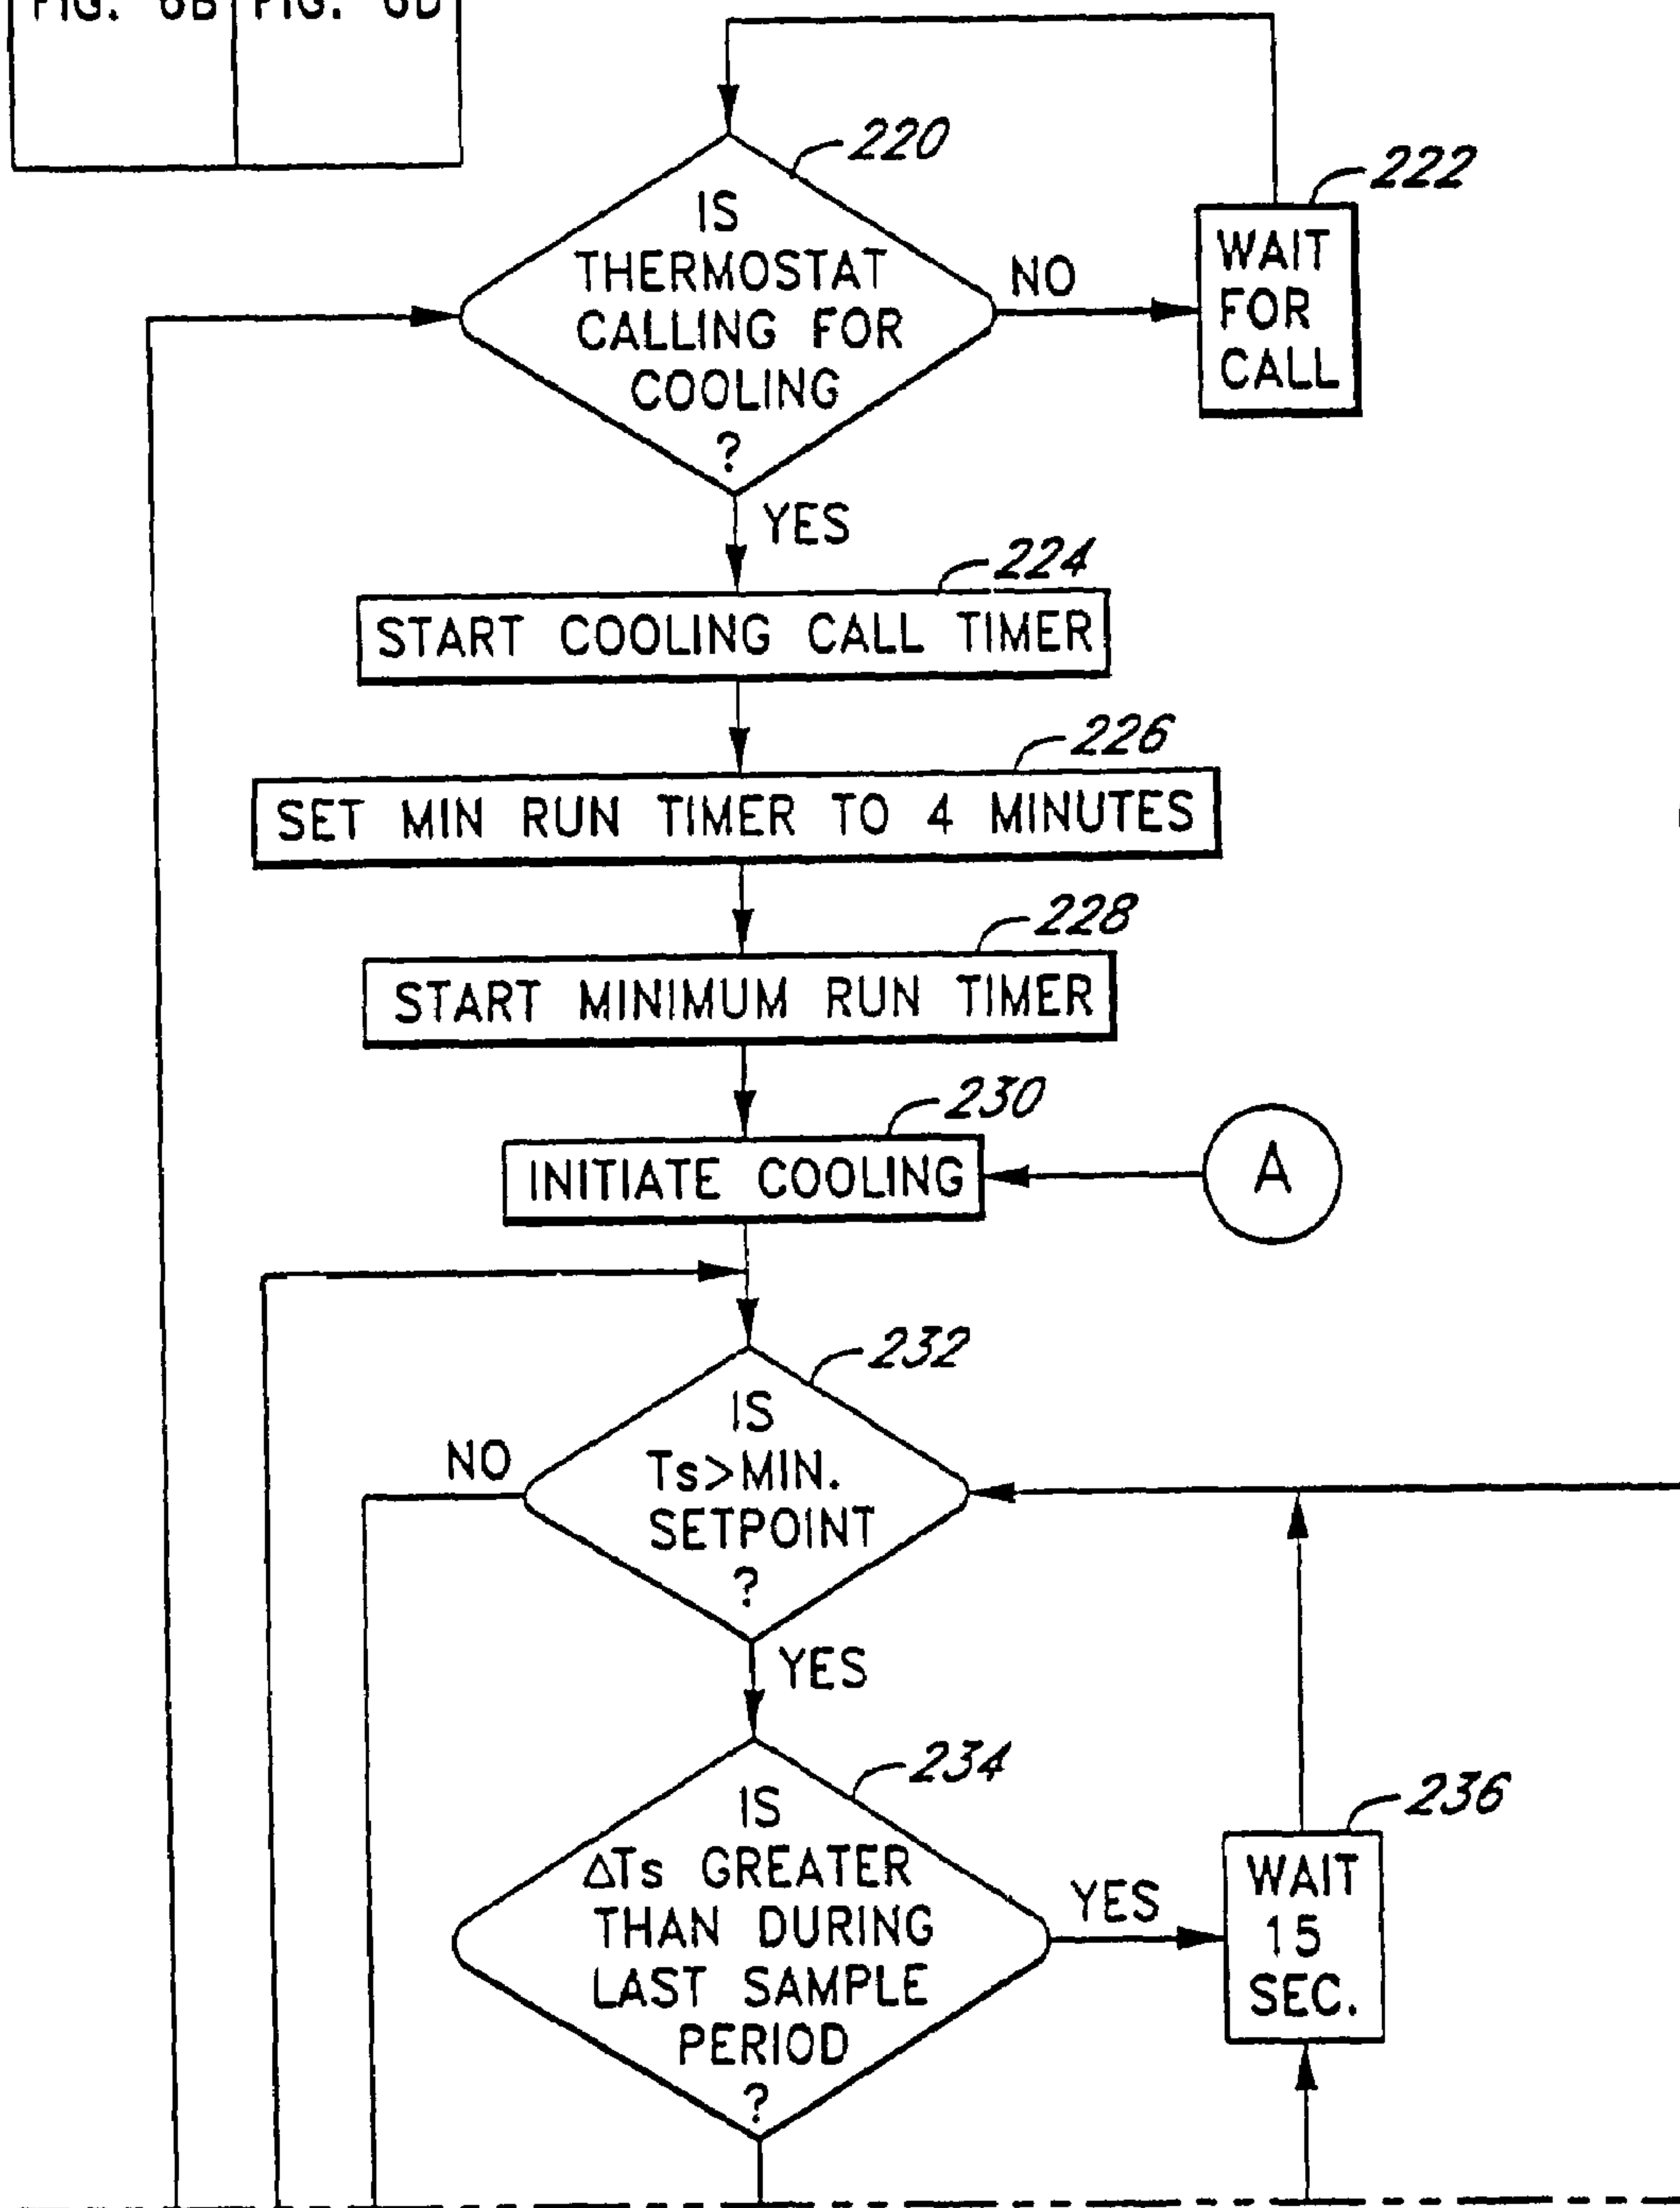 FIG. 6B FIG. 6D
220
IS
THERMOSTAT
CALLING FOR
COOLING
?
NO
222
WAIT
FOR
CALL
YES
224
START COOLING CALL TIMER
226
SET MIN RUN TIMER TO 4 MINUTES
228
START MINIMUM RUN TIMER
230
INITIATE COOLING
A
232
IS
Ts>MIN.
SETPOINT
?
NO
YES
234
IS
ΔTs GREATER
THAN DURING
LAST SAMPLE
PERIOD
?
YES
236
WAIT
15
SEC.